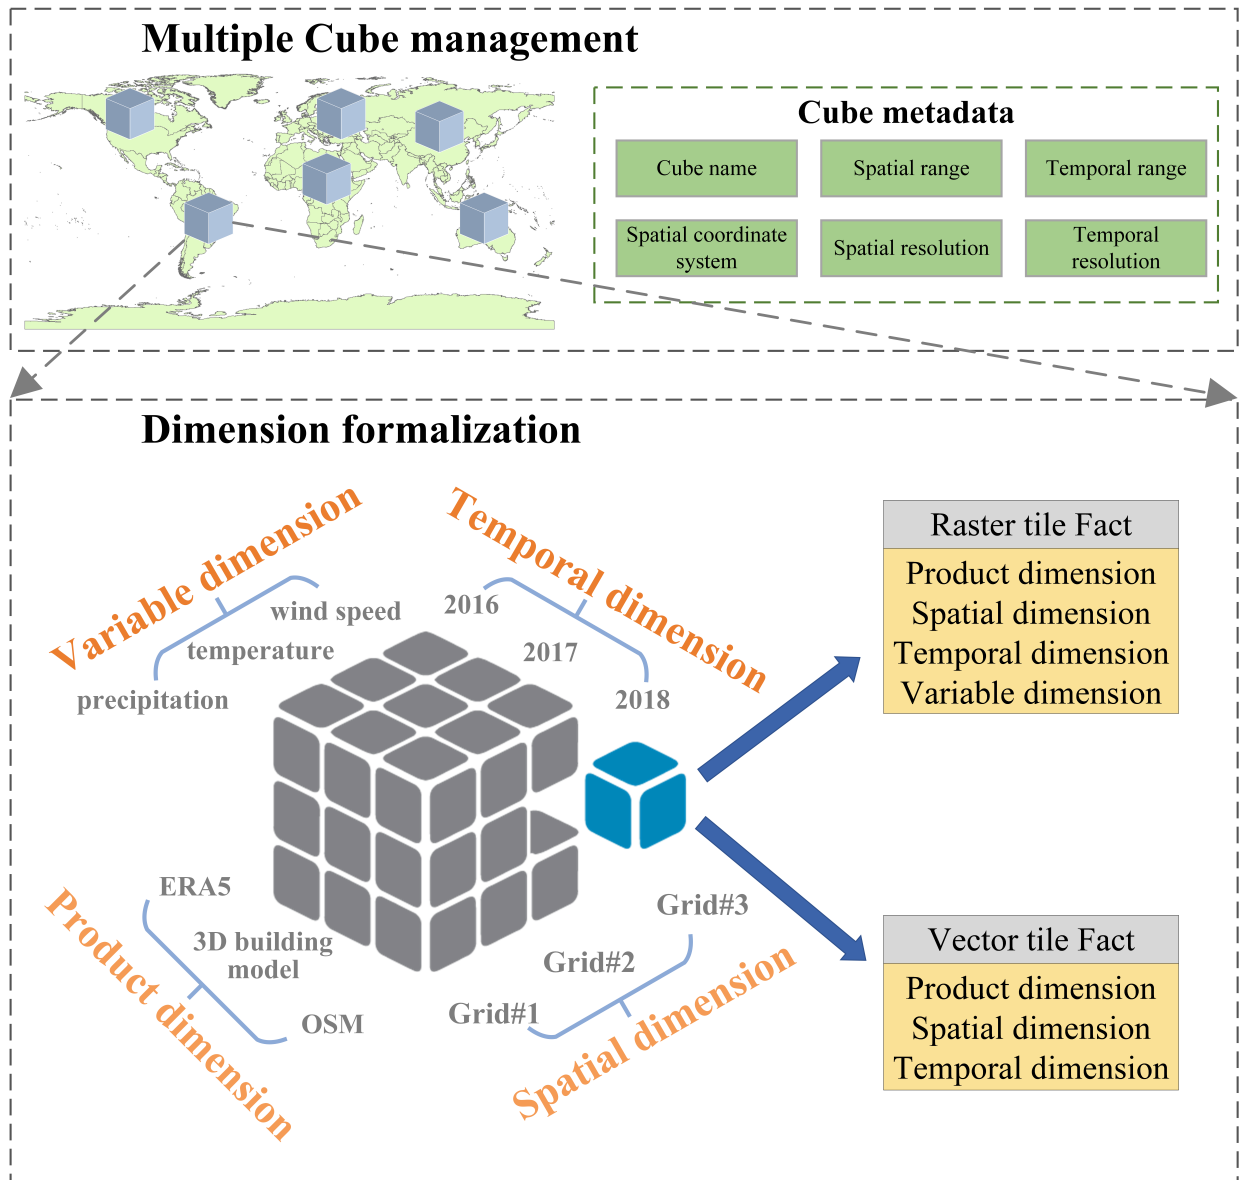 Multiple Cube management
Cube metadata
Cube name
Spatial range
Temporal range
Spatial coordinate
system
Spatial resolution
Temporal
resolution
Dimension formalization
Variable dimension
wind speed
temperature
precipitation
Temporal dimension
2016
2017
2018
Product dimension
ERA5
3D building
model
OSM
Spatial dimension
Grid#1
Grid#2
Grid#3
Raster tile Fact
Product dimension
Spatial dimension
Temporal dimension
Variable dimension
Vector tile Fact
Product dimension
Spatial dimension
Temporal dimension